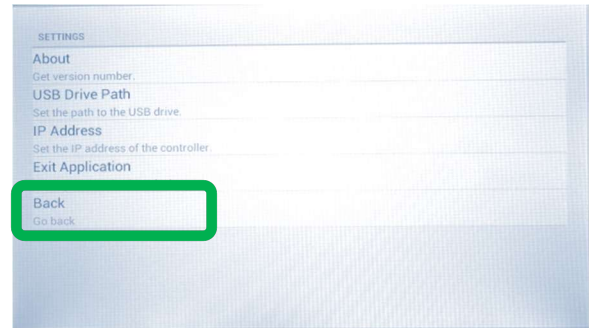 SETTINGS
About
Get version number.
USB Drive Path
Set the path to the USB drive.
IP Address
Set the IP address of the controller.
Exit Application
Back
Go back